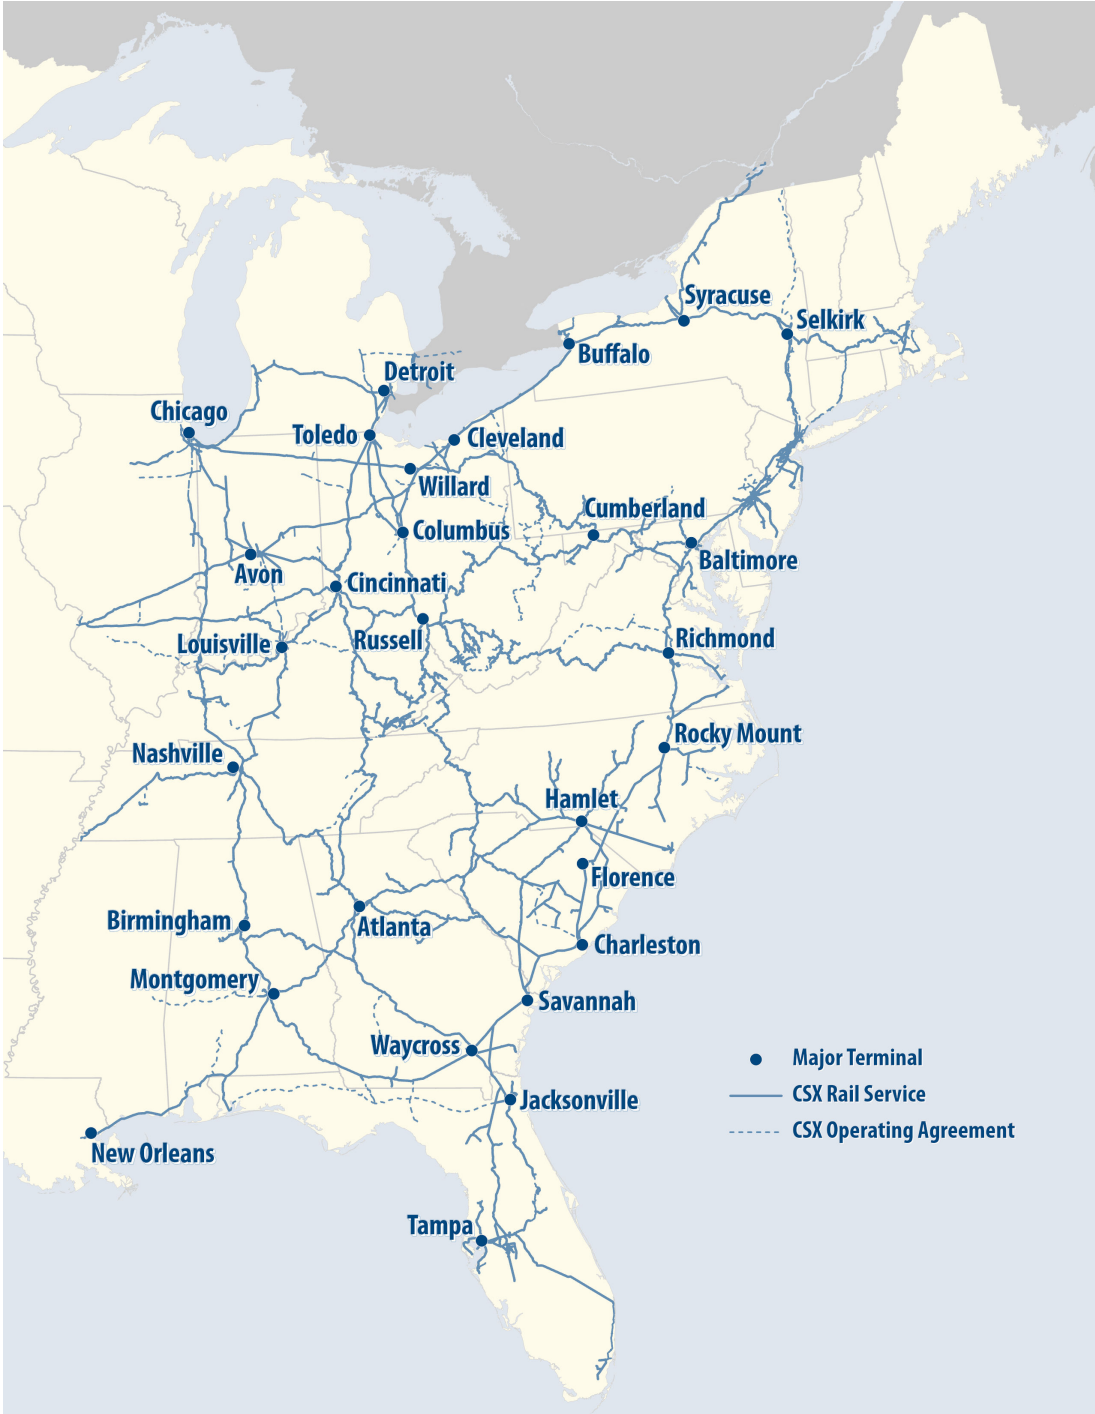 Syracuse
Selkirk
Buffalo
Detroit
Chicago
Toledo
Cleveland
Willard
Cumberland
Columbus
Baltimore
Avon
Cincinnati
Russell
Louisville
Richmond
Rocky Mount
Nashville
Hamlet
Florence
Birmingham
Atlanta
Charleston
Montgomery
Savannah
Waycross
Major Terminal
CSX Rail Service
Jacksonville
CSX Operating Agreement
New Orleans
Tampa